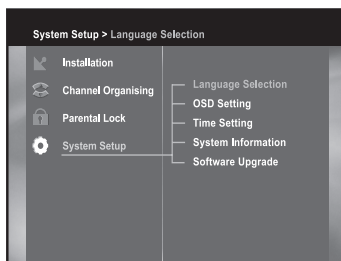 System Setup > Language Selection
Installation
Channel Organising
Parental Lock
System Setup
Language Selection
OSD Setting
Time Setting
System Information
Software Upgrade